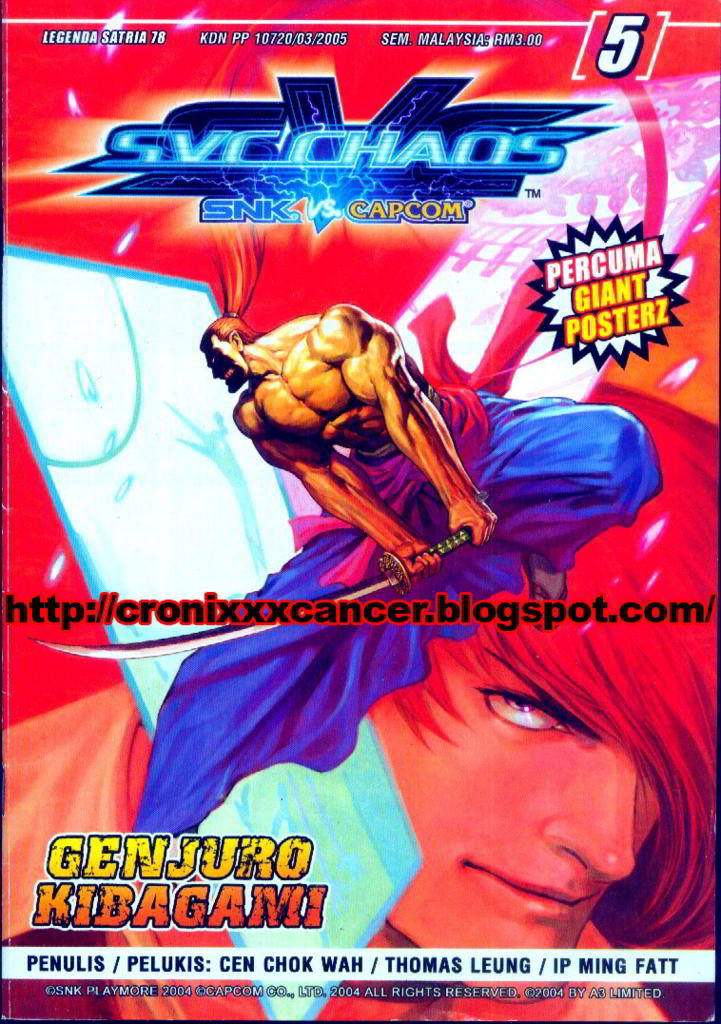 LEGENDA SATRIA 78 KDN PP 10720/03/2005 SEM. MALAYSIA: RM3.00
[5]
SVC CHAOS
™
SNK VS. CAPCOM®
PERCUMA
GIANT
POSTERZ
http://cronixxxcancer.blogspot.com/
GENJURO
KIBAGAMI
PENULIS / PELUKIS: CEN CHOK WAH / THOMAS LEUNG / IP MING FATT
©SNK PLAYMORE 2004 ©CAPCOM CO., LTD. 2004 ALL RIGHTS RESERVED. ©2004 BY A3 LIMITED.